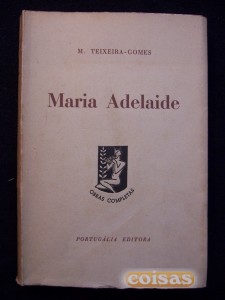 M. TEIXEIRA-GOMES
Maria Adelaide
OBRAS COMPLETAS
PORTUGÁLIA EDITORA
coisas